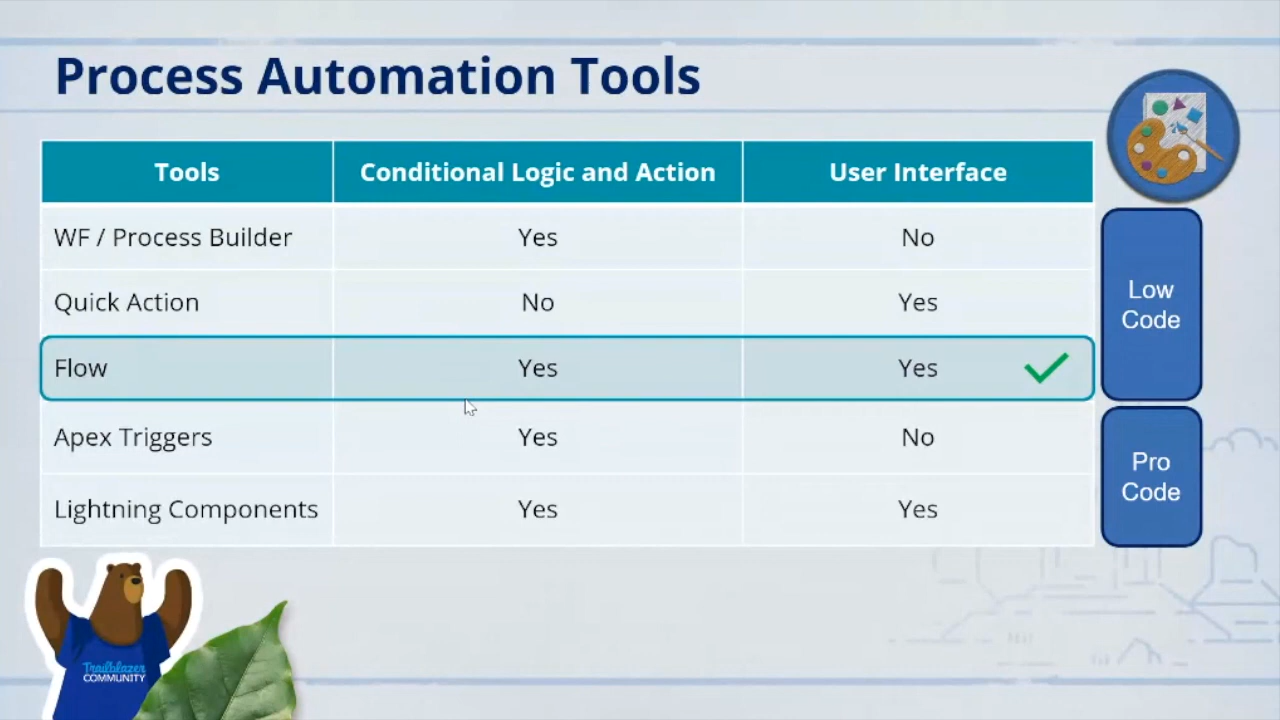 Process Automation Tools
Tools Conditional Logic and Action User Interface
WF / Process Builder Yes No
Quick Action No Yes
Flow Yes Yes
Apex Triggers Yes No
Lightning Components Yes Yes
Low
Code
Pro
Code
Trailblazer
COMMUNITY